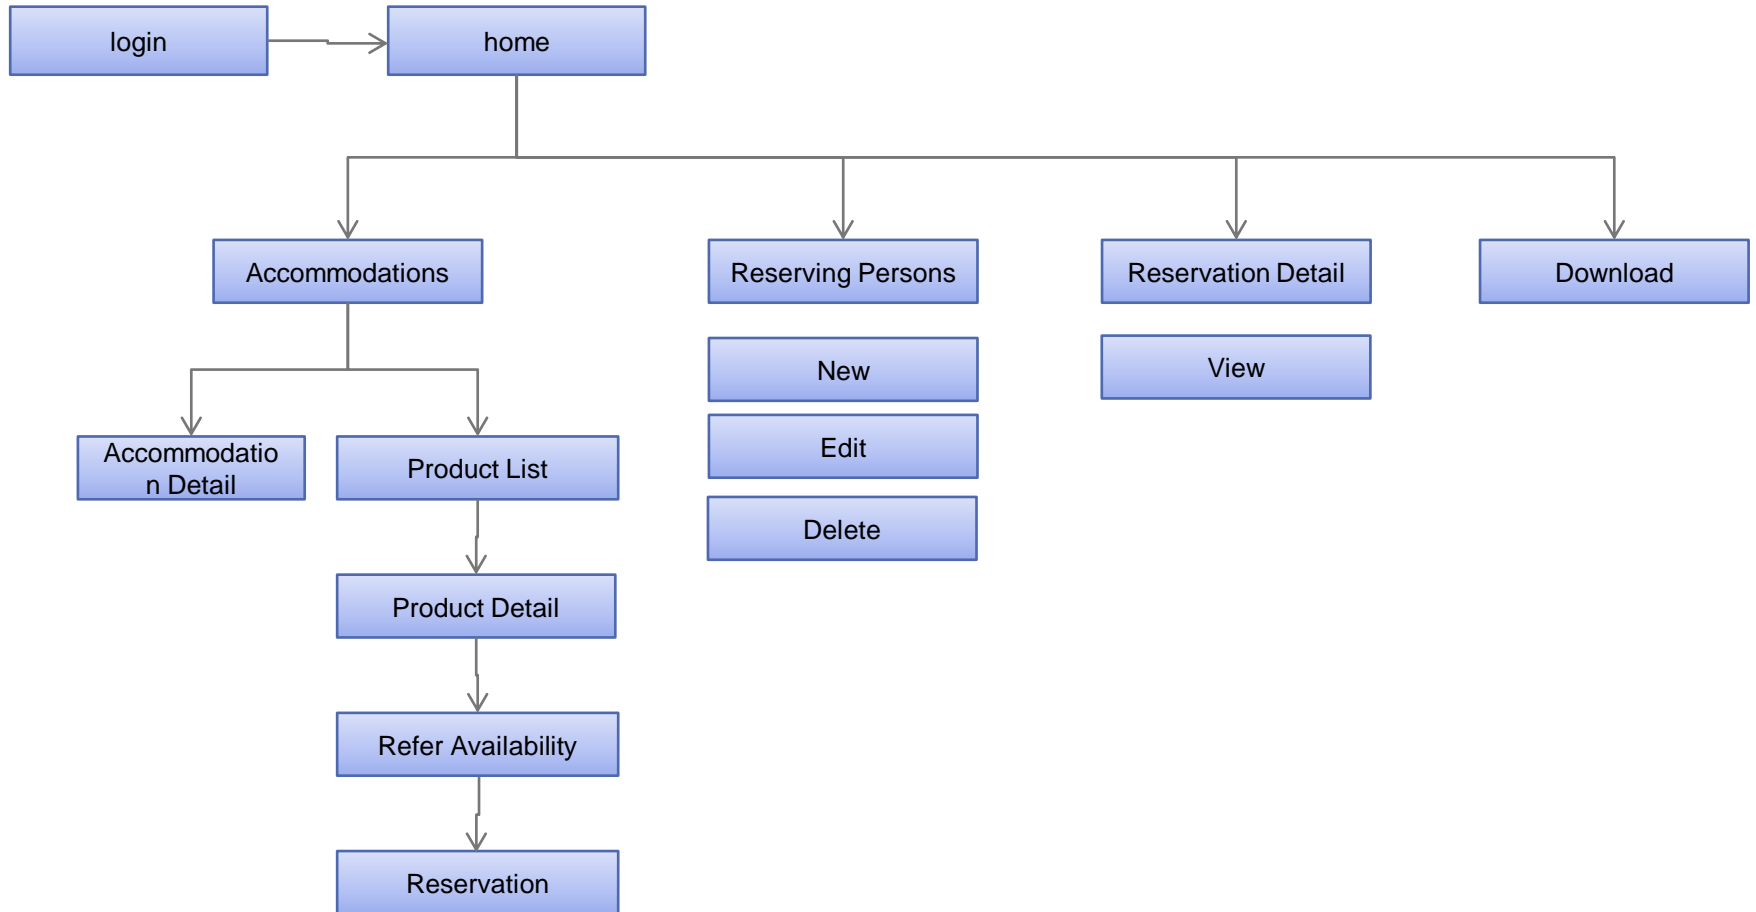 login
home
Accommodations
Reserving Persons
Reservation Detail
Download
New
View
Edit
Accommodatio
n Detail
Product List
Delete
Product Detail
Refer Availability
Reservation